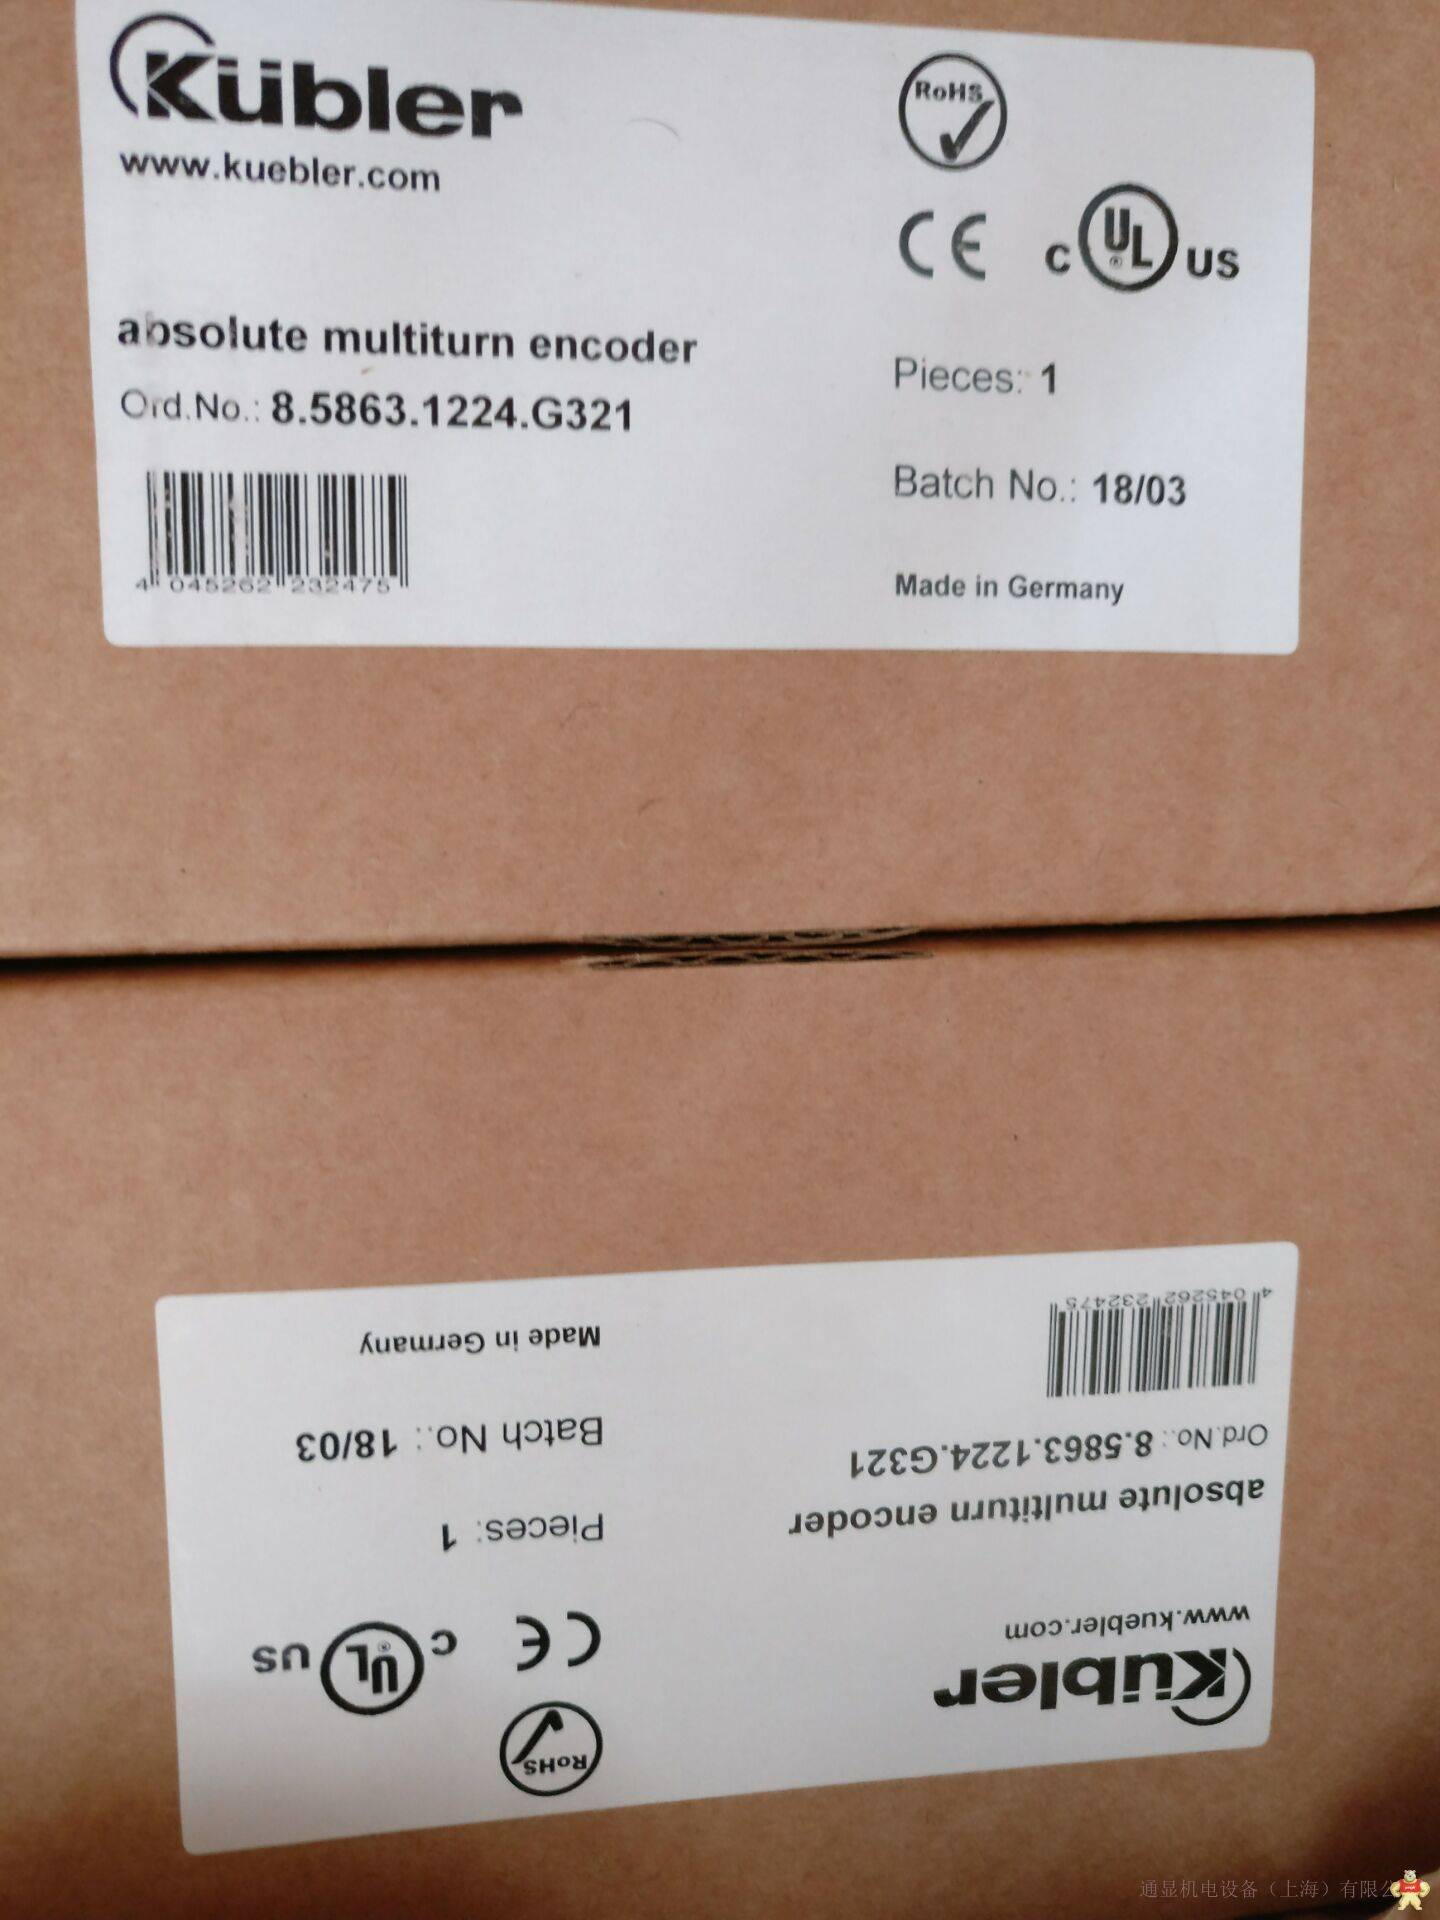 Kübler
www.kuebler.com
RoHS
CE
c UL® US
absolute multiturn encoder
Ord.No.: 8.5863.1224.G321
Pieces: 1
Batch No.: 18/03
4 045262 232475
Made in Germany
Kübler
www.kuebler.com
RoHS
CE
c UL® US
absolute multiturn encoder
Ord.No.: 8.5863.1224.G321
Pieces: 1
Batch No.: 18/03
4 045262 232475
Made in Germany
通显机电设备（上海）有限公